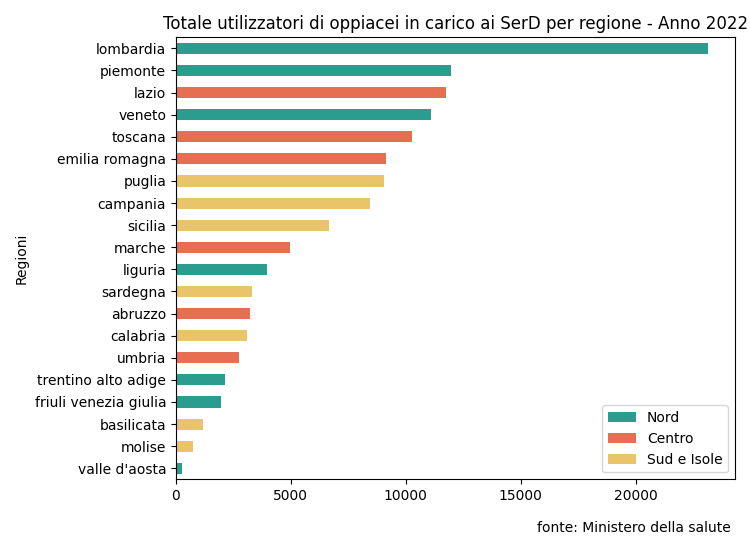 Totale utilizzatori di oppiacei in carico ai SerD per regione - Anno 2022
Regioni
lombardia
piemonte
lazio
veneto
toscana
emilia romagna
puglia
campania
sicilia
marche
liguria
sardegna
abruzzo
calabria
umbria
trentino alto adige
friuli venezia giulia
basilicata
molise
valle d'aosta
Nord
Centro
Sud e Isole
0 5000 10000 15000 20000
fonte: Ministero della salute